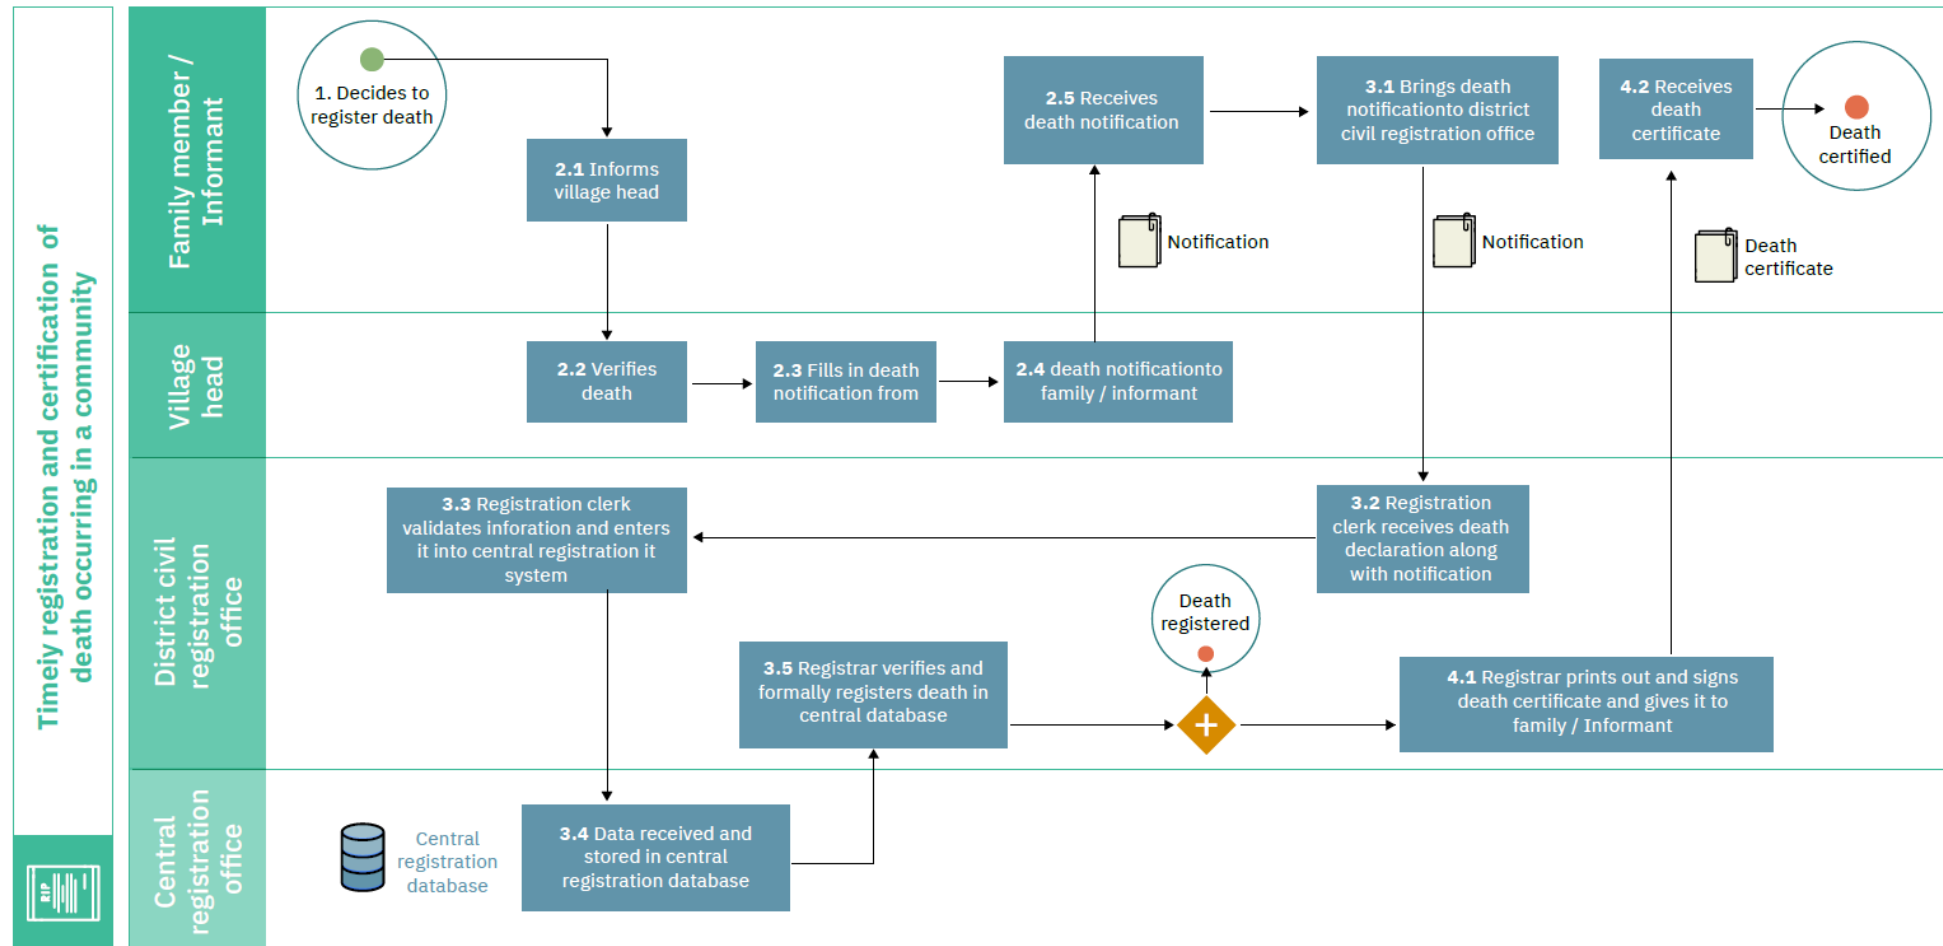 Timely registration and certification of
death occurring in a community
RIP
Family member /
Informant
1. Decides to
register death
2.1 Informs
village head
2.5 Receives
death notification
3.1 Brings death
notificationto district
civil registration office
4.2 Receives
death
certificate
Death
certified
Notification
Notification
Death
certificate
Village
head
2.2 Verifies
death
2.3 Fills in death
notification from
2.4 death notificationto
family / informant
District civil
registration
office
3.3 Registration clerk
validates inforation and enters
it into central registration it
system
3.2 Registration
clerk receives death
declaration along
with notification
Death
registered
3.5 Registrar verifies and
formally registers death in
central database
4.1 Registrar prints out and signs
death certificate and gives it to
family / Informant
Central
registration
office
Central
registration
database
3.4 Data received and
stored in central
registration database